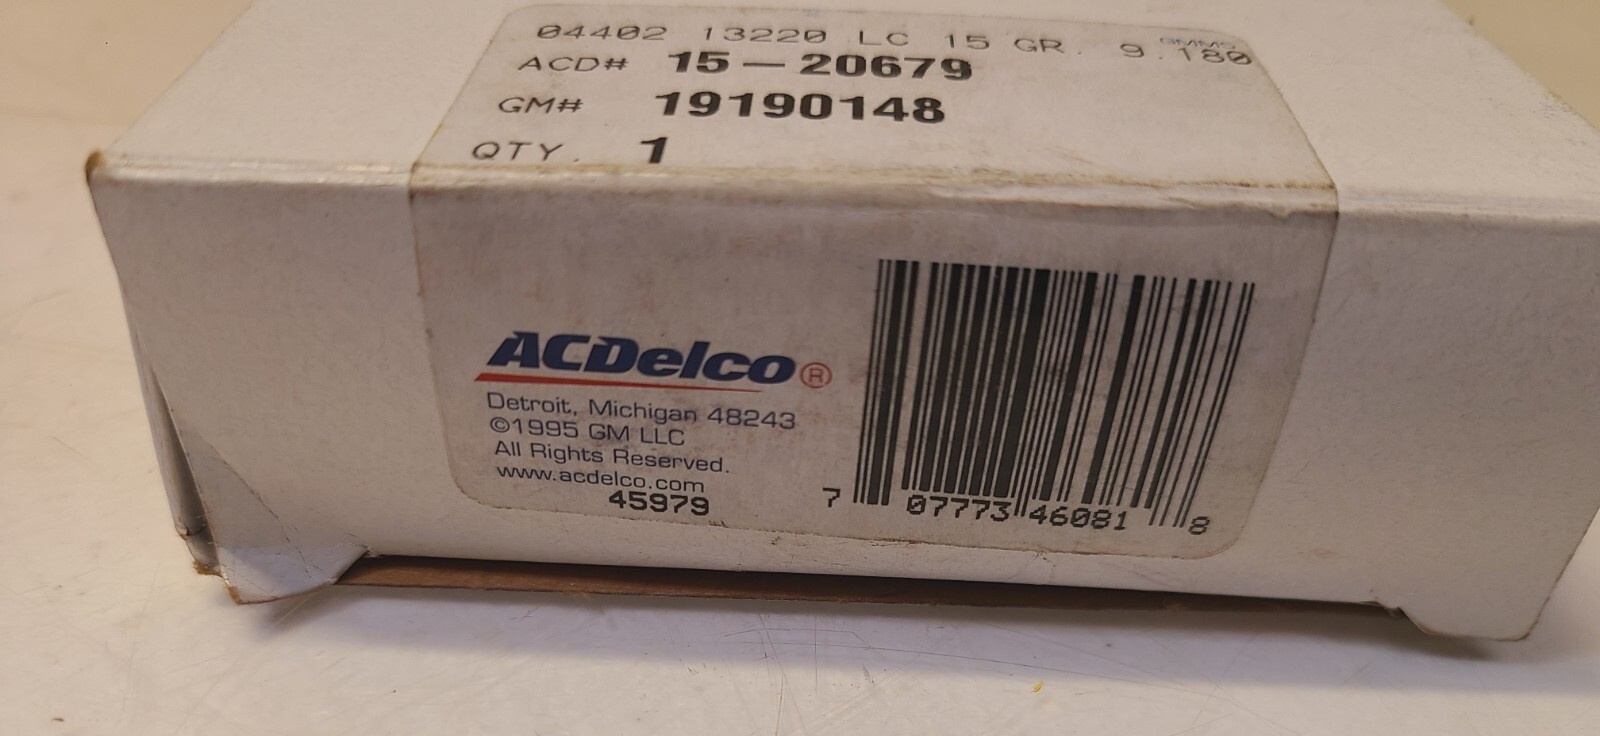 04402 13220 LC 15 GR. 9.180 GMMS
ACD# 15-20679
GM# 19190148
QTY. 1
ACDelco®
Detroit, Michigan 48243
©1995 GM LLC
All Rights Reserved.
www.acdelco.com
45979
7 07773 46081 8